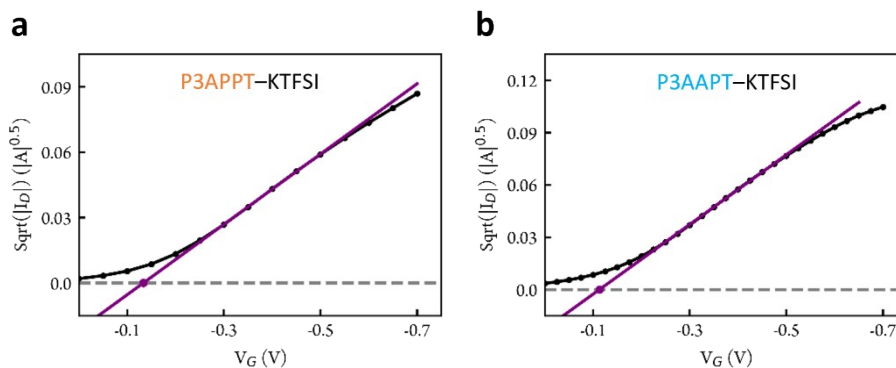 a
P3APPT–KTFSI
Sqrt(|I_D|) (|A|^0.5)
0.09
0.06
0.03
0.0
-0.1
-0.3
-0.5
-0.7
V_G (V)
b
P3AAPT–KTFSI
Sqrt(|I_D|) (|A|^0.5)
0.12
0.09
0.06
0.03
0.0
-0.1
-0.3
-0.5
-0.7
V_G (V)